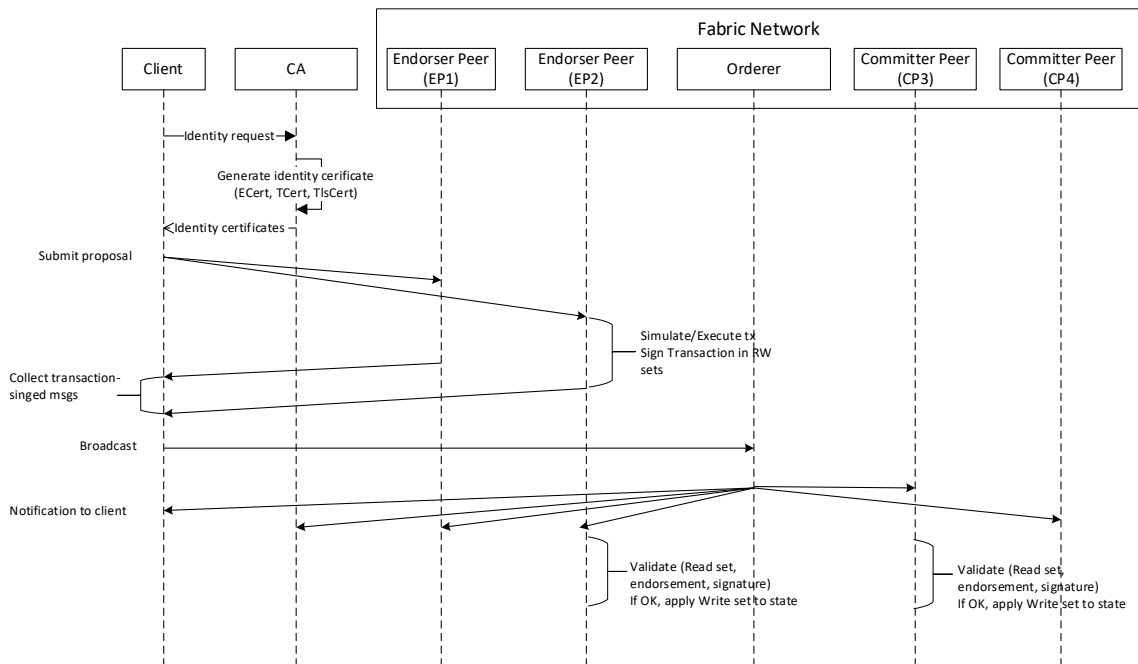 Fabric Network
Client
CA
Endorser Peer
(EP1)
Endorser Peer
(EP2)
Orderer
Committer Peer
(CP3)
Committer Peer
(CP4)
Identity request
Generate identity cerificate
(ECert, TCert, TlsCert)
Identity certificates
Submit proposal
Simulate/Execute tx
Sign Transaction in RW
sets
Collect transaction-
singed msgs
Broadcast
Notification to client
Validate (Read set,
endorsement, signature)
If OK, apply Write set to state
Validate (Read set,
endorsement, signature)
If OK, apply Write set to state